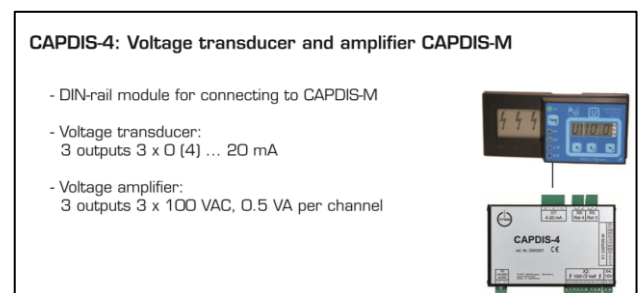 CAPDIS-4: Voltage transducer and amplifier CAPDIS-M
- DIN-rail module for connecting to CAPDIS-M
- Voltage transducer:
3 outputs 3 x 0 (4) ... 20 mA
- Voltage amplifier:
3 outputs 3 x 100 VAC, 0.5 VA per channel
CAPDIS-4
CE